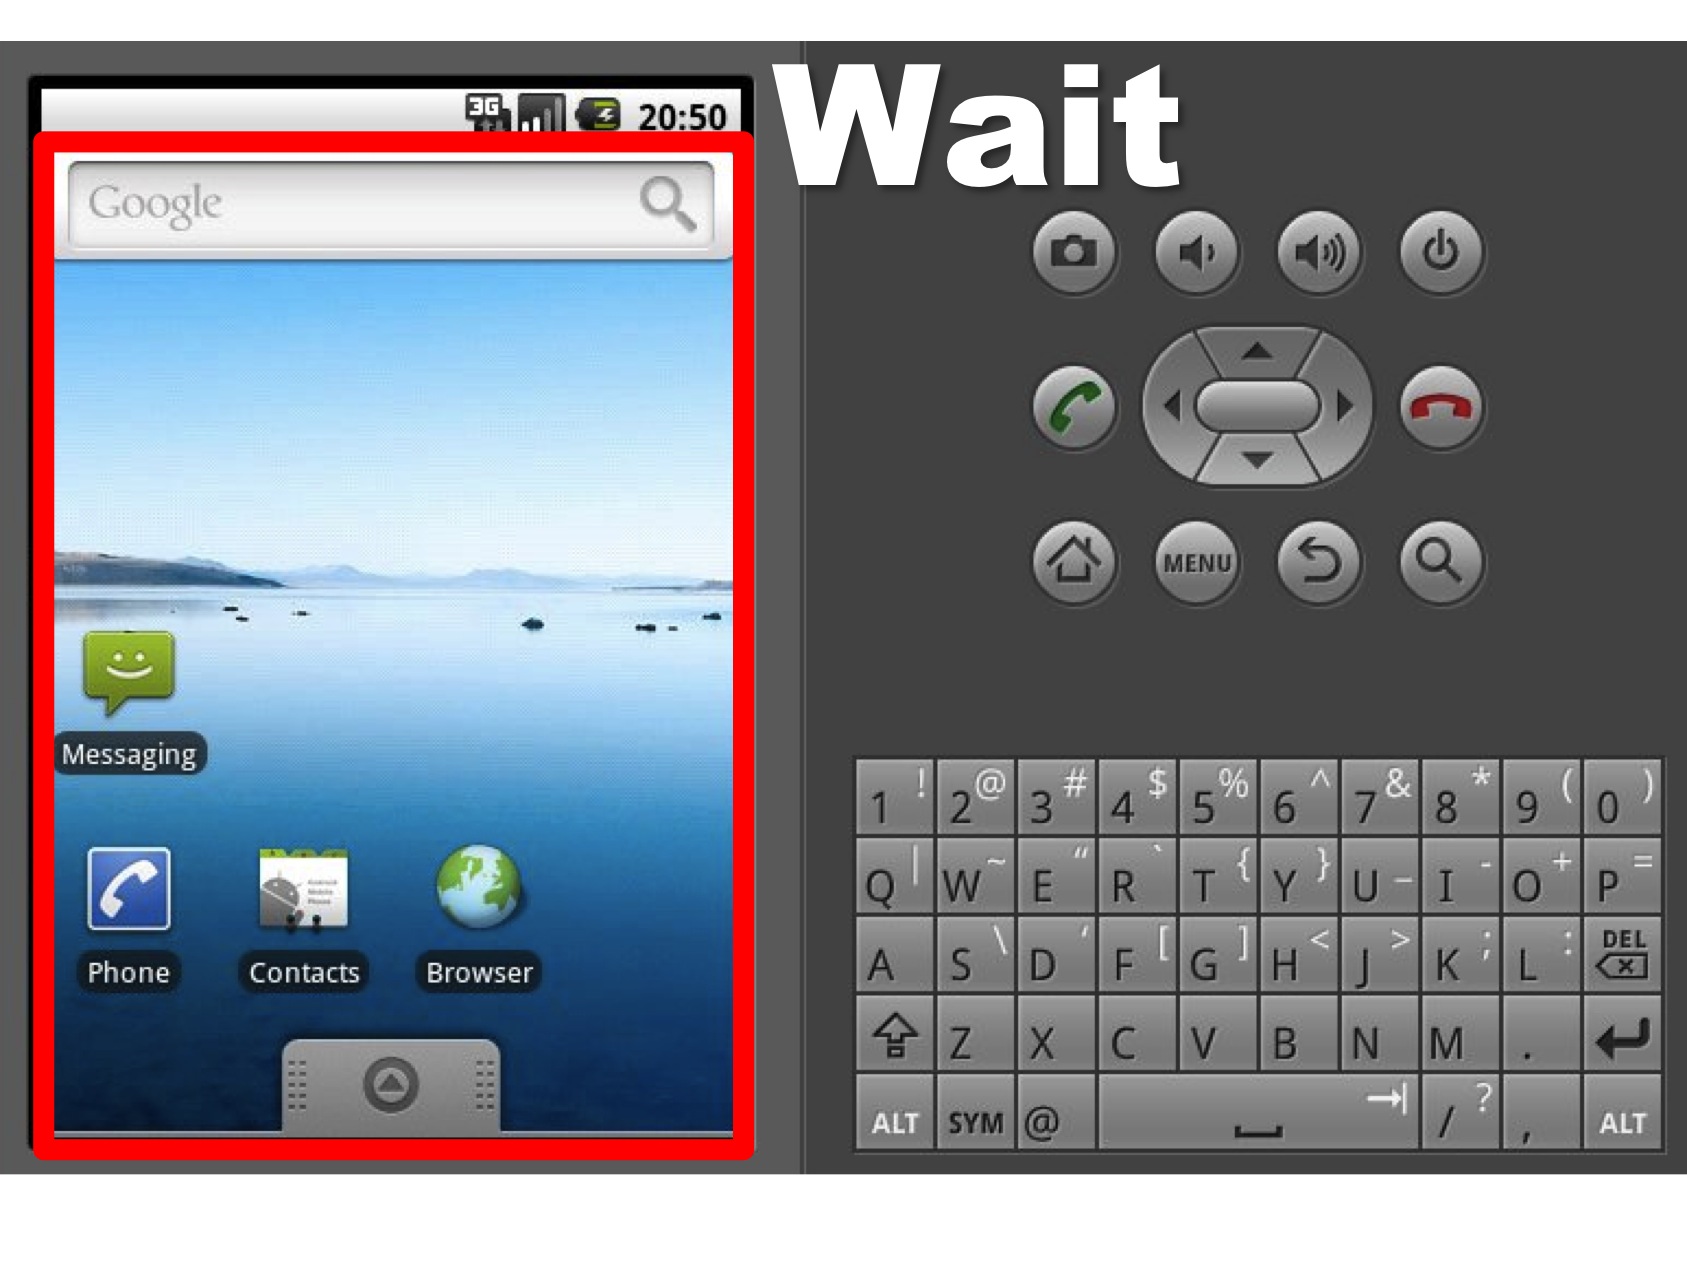 Wait
3G 20:50
Google
Messaging
Phone Contacts Browser
MENU
1 ! 2 @ 3 # 4 $ 5 % 6 ^ 7 & 8 * 9 ( 0 )
Q | W ~ E “ R ` T { Y } U _ I - O + P =
A S \ D ‘ F [ G ] H < J > K ; L : DEL
Z X C V B N M .
ALT SYM @ / ? , ALT